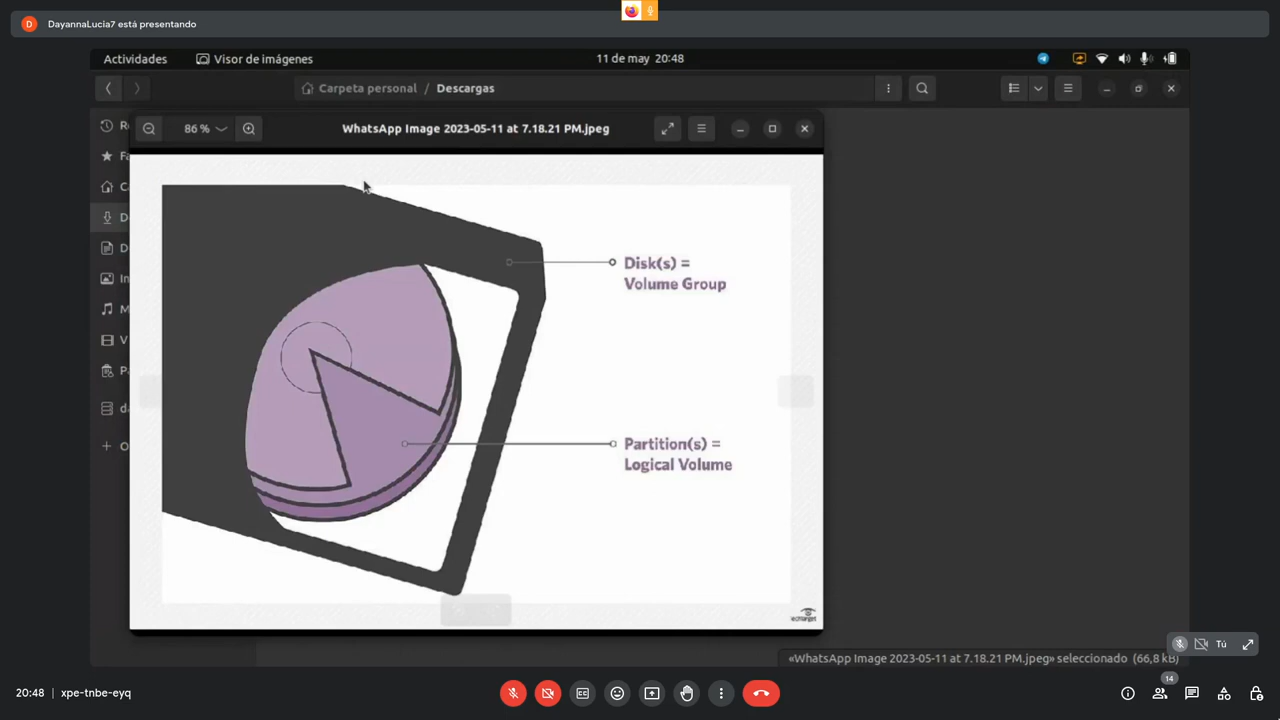 D DayannaLucia7 está presentando
Actividades Visor de imágenes 11 de may 20:48
Carpeta personal / Descargas
86 % WhatsApp Image 2023-05-11 at 7.18.21 PM.jpeg
R
Fa
C
D
D
In
M
V
P
d
O
Disk(s) =
Volume Group
Partition(s) =
Logical Volume
Tú
«WhatsApp Image 2023-05-11 at 7.18.21 PM.jpeg» seleccionado (66,8 kB)
20:48 xpe-tnbe-eyq
14